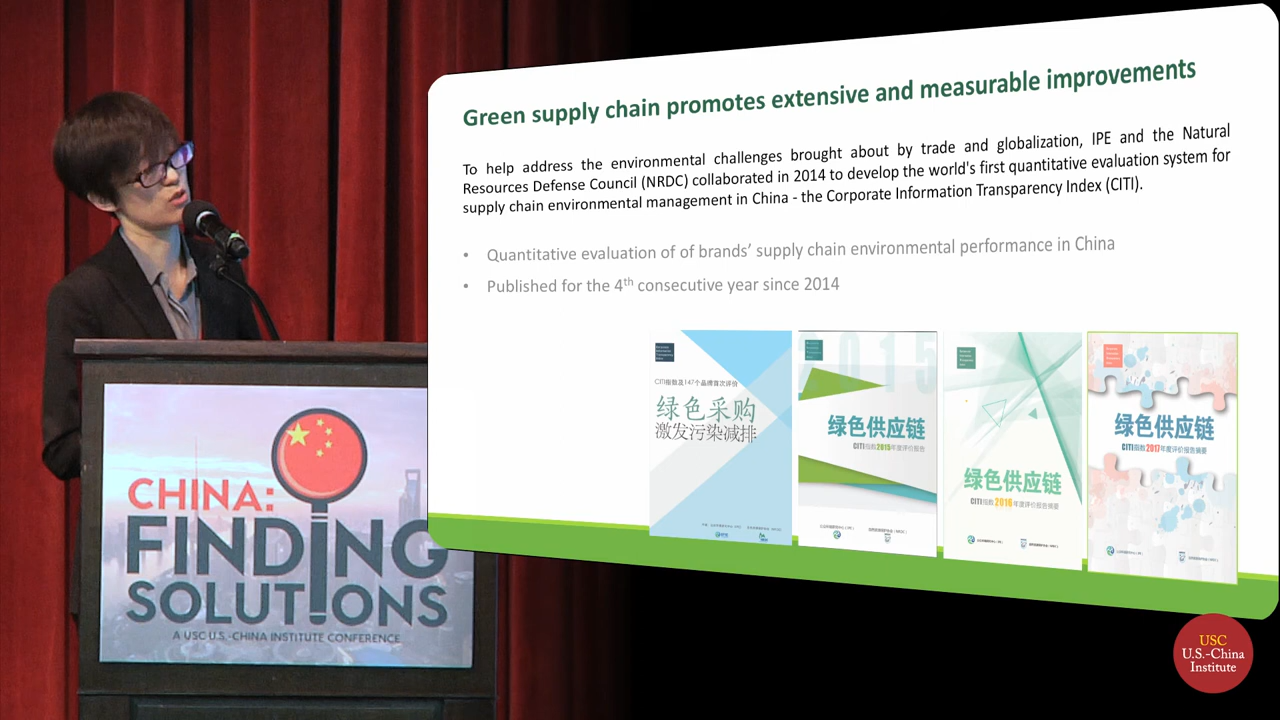 Green supply chain promotes extensive and measurable improvements
To help address the environmental challenges brought about by trade and globalization, IPE and the Natural
Resources Defense Council (NRDC) collaborated in 2014 to develop the world's first quantitative evaluation system for
supply chain environmental management in China - the Corporate Information Transparency Index (CITI).
• Quantitative evaluation of of brands' supply chain environmental performance in China
• Published for the 4th consecutive year since 2014
CITI指数及147个品牌首次评价
绿色采购
激发污染减排
2015
绿色供应链
CITI指数2015年度评价报告
绿色供应链
CITI指数2016年度评价报告摘要
绿色供应链
CITI指数2017年度评价报告摘要
CHINA:
FINDING
SOLUTIONS
A USC U.S.-CHINA INSTITUTE CONFERENCE
USC
U.S.-China
Institute